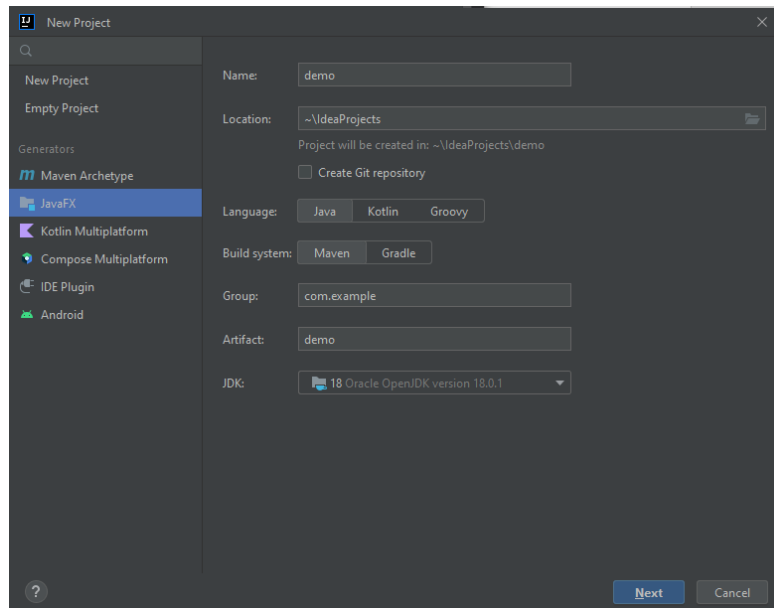 New Project
New Project
Empty Project
Generators
Maven Archetype
JavaFX
Kotlin Multiplatform
Compose Multiplatform
IDE Plugin
Android
Name: demo
Location: ~\IdeaProjects
Project will be created in: ~\IdeaProjects\demo
Create Git repository
Language: Java Kotlin Groovy
Build system: Maven Gradle
Group: com.example
Artifact: demo
JDK: 18 Oracle OpenJDK version 18.0.1
? Next Cancel